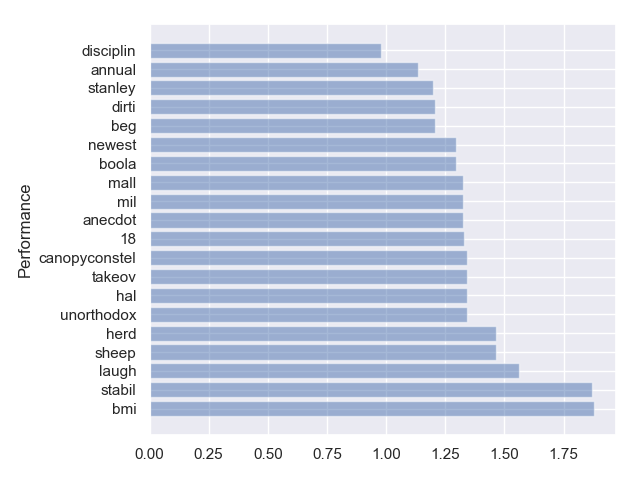 disciplin
annual
stanley
dirti
beg
newest
boola
mall
mil
anecdot
18
canopyconstel
takeov
hal
unorthodox
herd
sheep
laugh
stabil
bmi
Performance
0.00 0.25 0.50 0.75 1.00 1.25 1.50 1.75